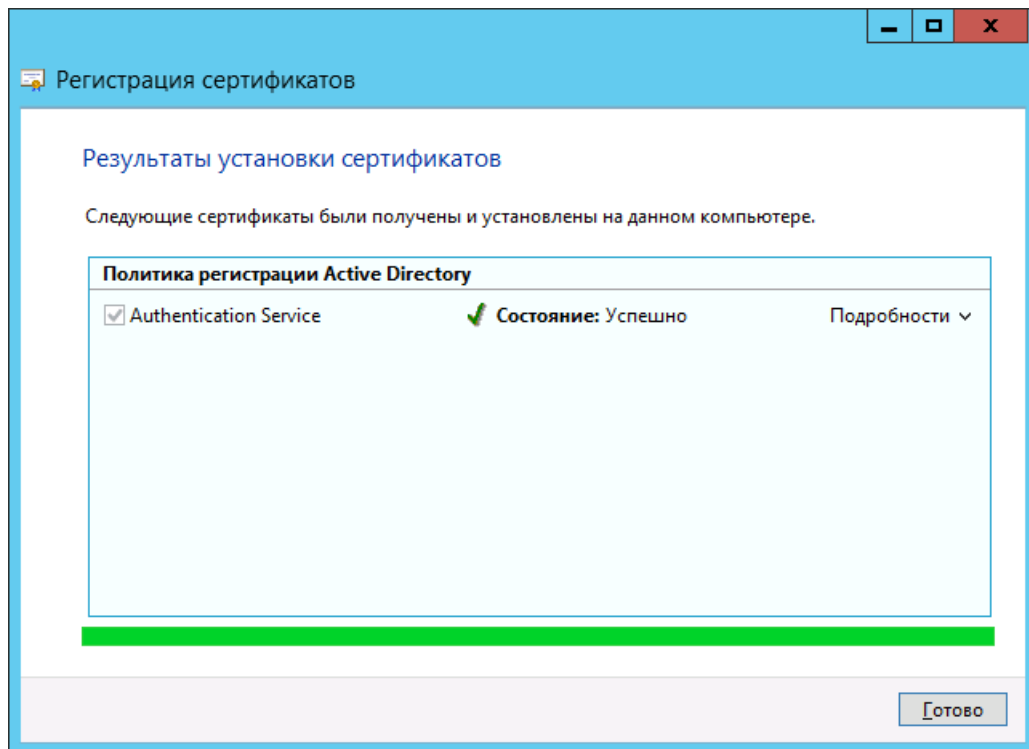 Регистрация сертификатов
Результаты установки сертификатов
Следующие сертификаты были получены и установлены на данном компьютере.
Политика регистрации Active Directory
Authentication Service Состояние: Успешно Подробности
Готово